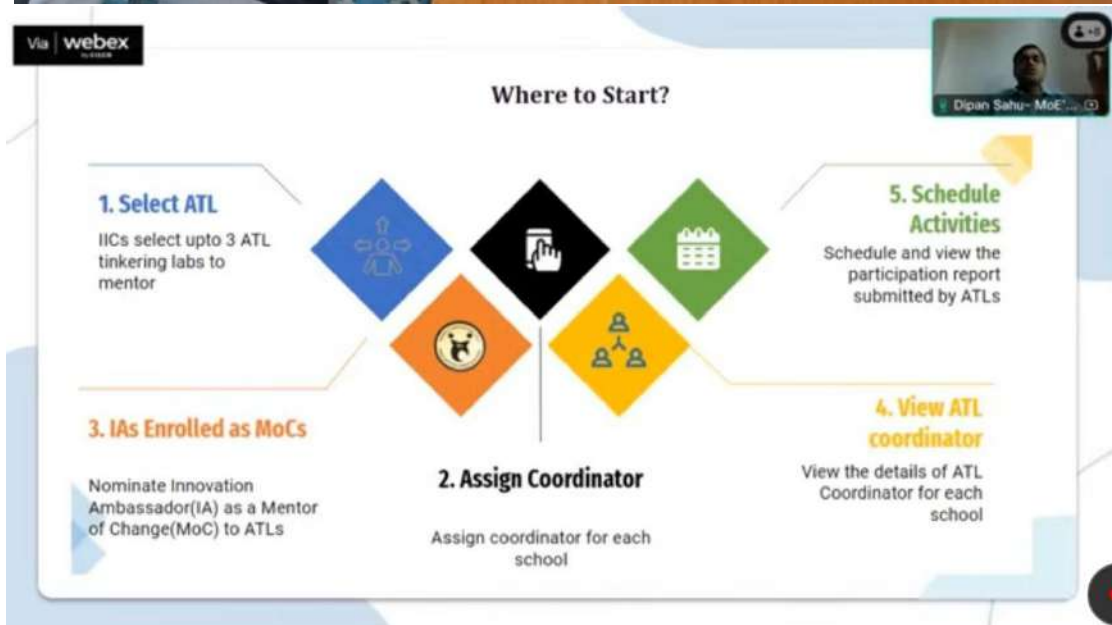 Via | webex
by CISCO
+8
Dipan Sahu- MoE'...
Where to Start?
1. Select ATL
IICs select upto 3 ATL
tinkering labs to
mentor
5. Schedule
Activities
Schedule and view the
participation report
submitted by ATLs
3. IAs Enrolled as MoCs
Nominate Innovation
Ambassador(IA) as a Mentor
of Change(MoC) to ATLs
2. Assign Coordinator
Assign coordinator for each
school
4. View ATL
coordinator
View the details of ATL
Coordinator for each
school